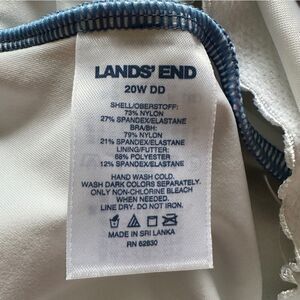 LANDS' END
20W DD
SHELL/OBERSTOFF:
73% NYLON
27% SPANDEX/ELASTANE
BRA/BH:
79% NYLON
21% SPANDEX/ELASTANE
LINING/FUTTER:
88% POLYESTER
12% SPANDEX/ELASTANE
HAND WASH COLD.
WASH DARK COLORS SEPARATELY.
ONLY NON-CHLORINE BLEACH
WHEN NEEDED.
LINE DRY. DO NOT IRON.
MADE IN SRI LANKA
RN 62830